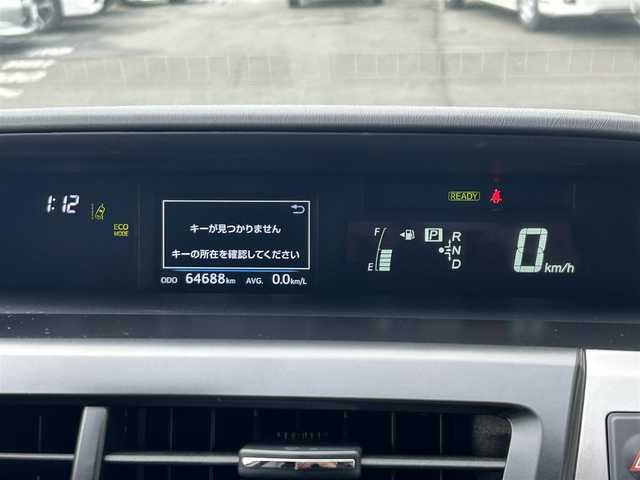 1:12
ECO
MODE
キーが見つかりません
キーの所在を確認してください
ODO 64688 km AVG. 0.0 km/L
READY
F
E
P
R
N
D
0 km/h